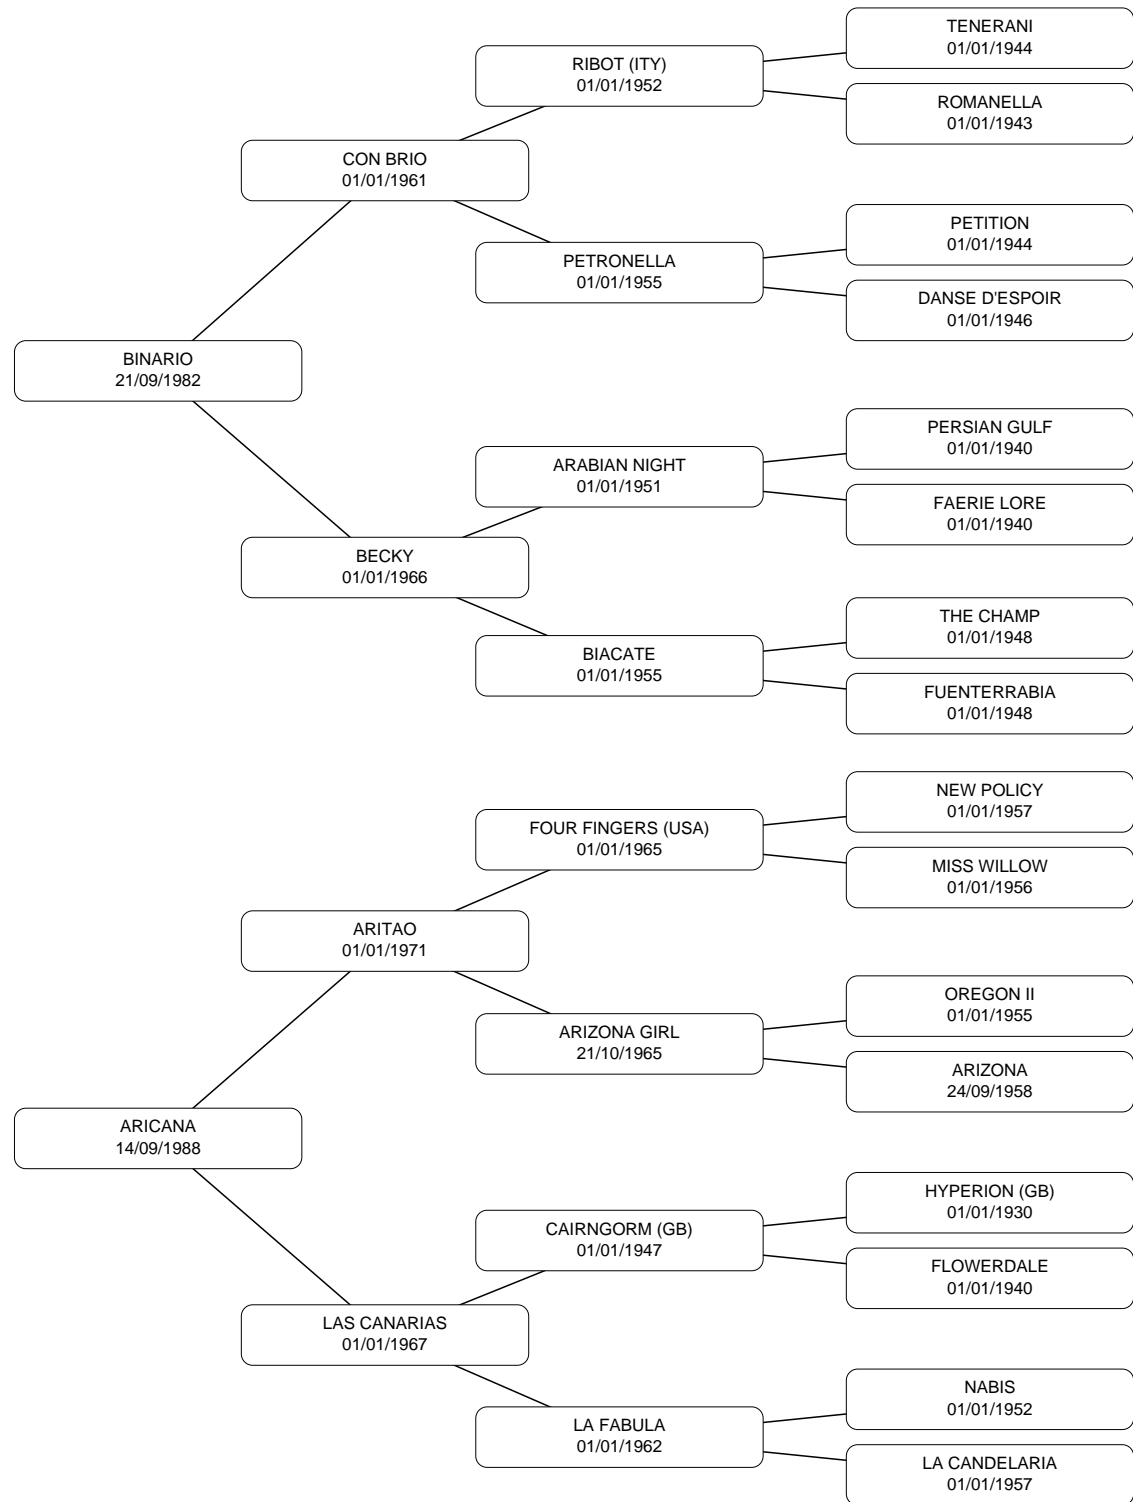 TENERANI
01/01/1944
RIBOT (ITY)
01/01/1952
ROMANELLA
01/01/1943
CON BRIO
01/01/1961
PETITION
01/01/1944
PETRONELLA
01/01/1955
DANSE D'ESPOIR
01/01/1946
BINARIO
21/09/1982
PERSIAN GULF
01/01/1940
ARABIAN NIGHT
01/01/1951
FAERIE LORE
01/01/1940
BECKY
01/01/1966
THE CHAMP
01/01/1948
BIACATE
01/01/1955
FUENTERRABIA
01/01/1948
NEW POLICY
01/01/1957
FOUR FINGERS (USA)
01/01/1965
MISS WILLOW
01/01/1956
ARITAO
01/01/1971
OREGON II
01/01/1955
ARIZONA GIRL
21/10/1965
ARIZONA
24/09/1958
ARICANA
14/09/1988
HYPERION (GB)
01/01/1930
CAIRNGORM (GB)
01/01/1947
FLOWERDALE
01/01/1940
LAS CANARIAS
01/01/1967
NABIS
01/01/1952
LA FABULA
01/01/1962
LA CANDELARIA
01/01/1957